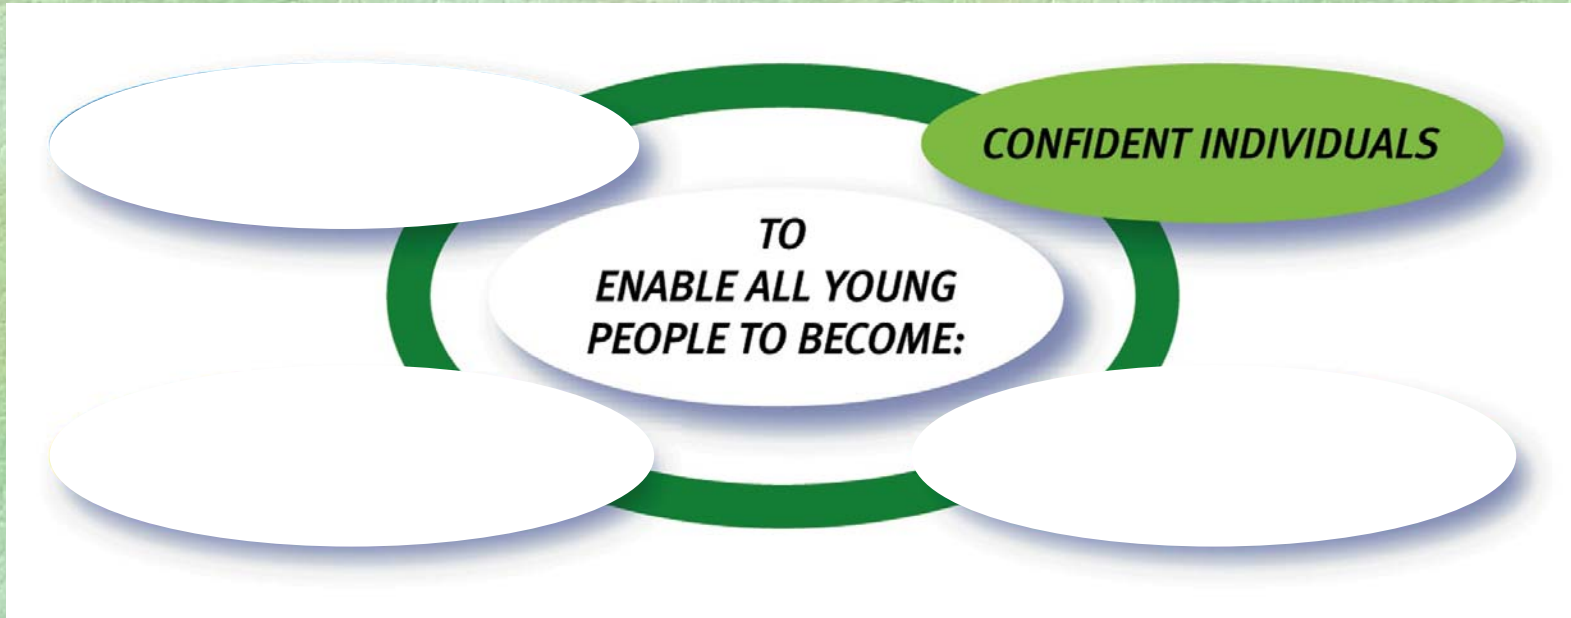 CONFIDENT INDIVIDUALS
TO
ENABLE ALL YOUNG
PEOPLE TO BECOME: